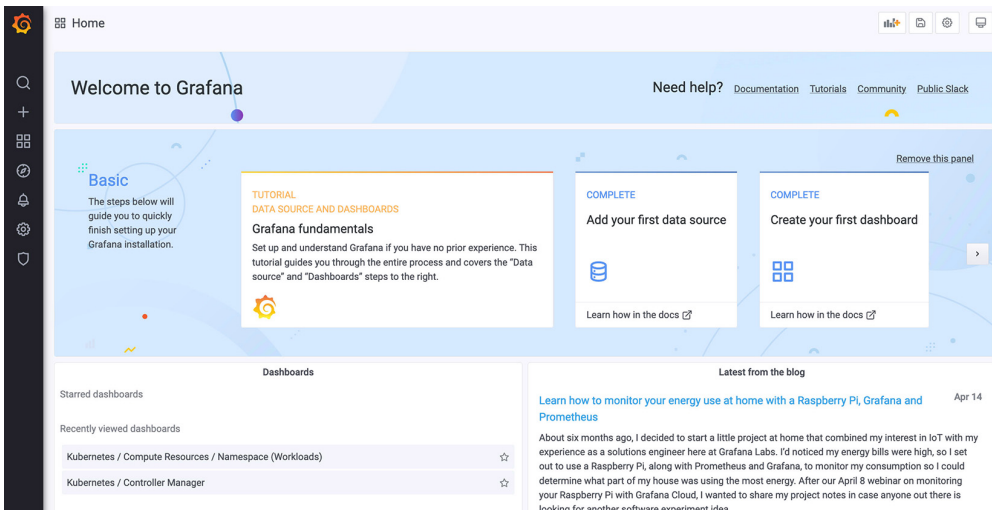 Home
Welcome to Grafana
Need help? Documentation Tutorials Community Public Slack
Remove this panel
Basic
The steps below will
guide you to quickly
finish setting up your
Grafana installation.
TUTORIAL
DATA SOURCE AND DASHBOARDS
Grafana fundamentals
Set up and understand Grafana if you have no prior experience. This
tutorial guides you through the entire process and covers the "Data
source" and "Dashboards" steps to the right.
COMPLETE
Add your first data source
Learn how in the docs
COMPLETE
Create your first dashboard
Learn how in the docs
Dashboards
Starred dashboards
Recently viewed dashboards
Kubernetes / Compute Resources / Namespace (Workloads)
Kubernetes / Controller Manager
Latest from the blog
Learn how to monitor your energy use at home with a Raspberry Pi, Grafana and
Prometheus
Apr 14
About six months ago, I decided to start a little project at home that combined my interest in IoT with my
experience as a solutions engineer here at Grafana Labs. I'd noticed my energy bills were high, so I set
out to use a Raspberry Pi, along with Prometheus and Grafana, to monitor my consumption so I could
determine what part of my house was using the most energy. After our April 8 webinar on monitoring
your Raspberry Pi with Grafana Cloud, I wanted to share my project notes in case anyone out there is
looking for another software experiment idea.